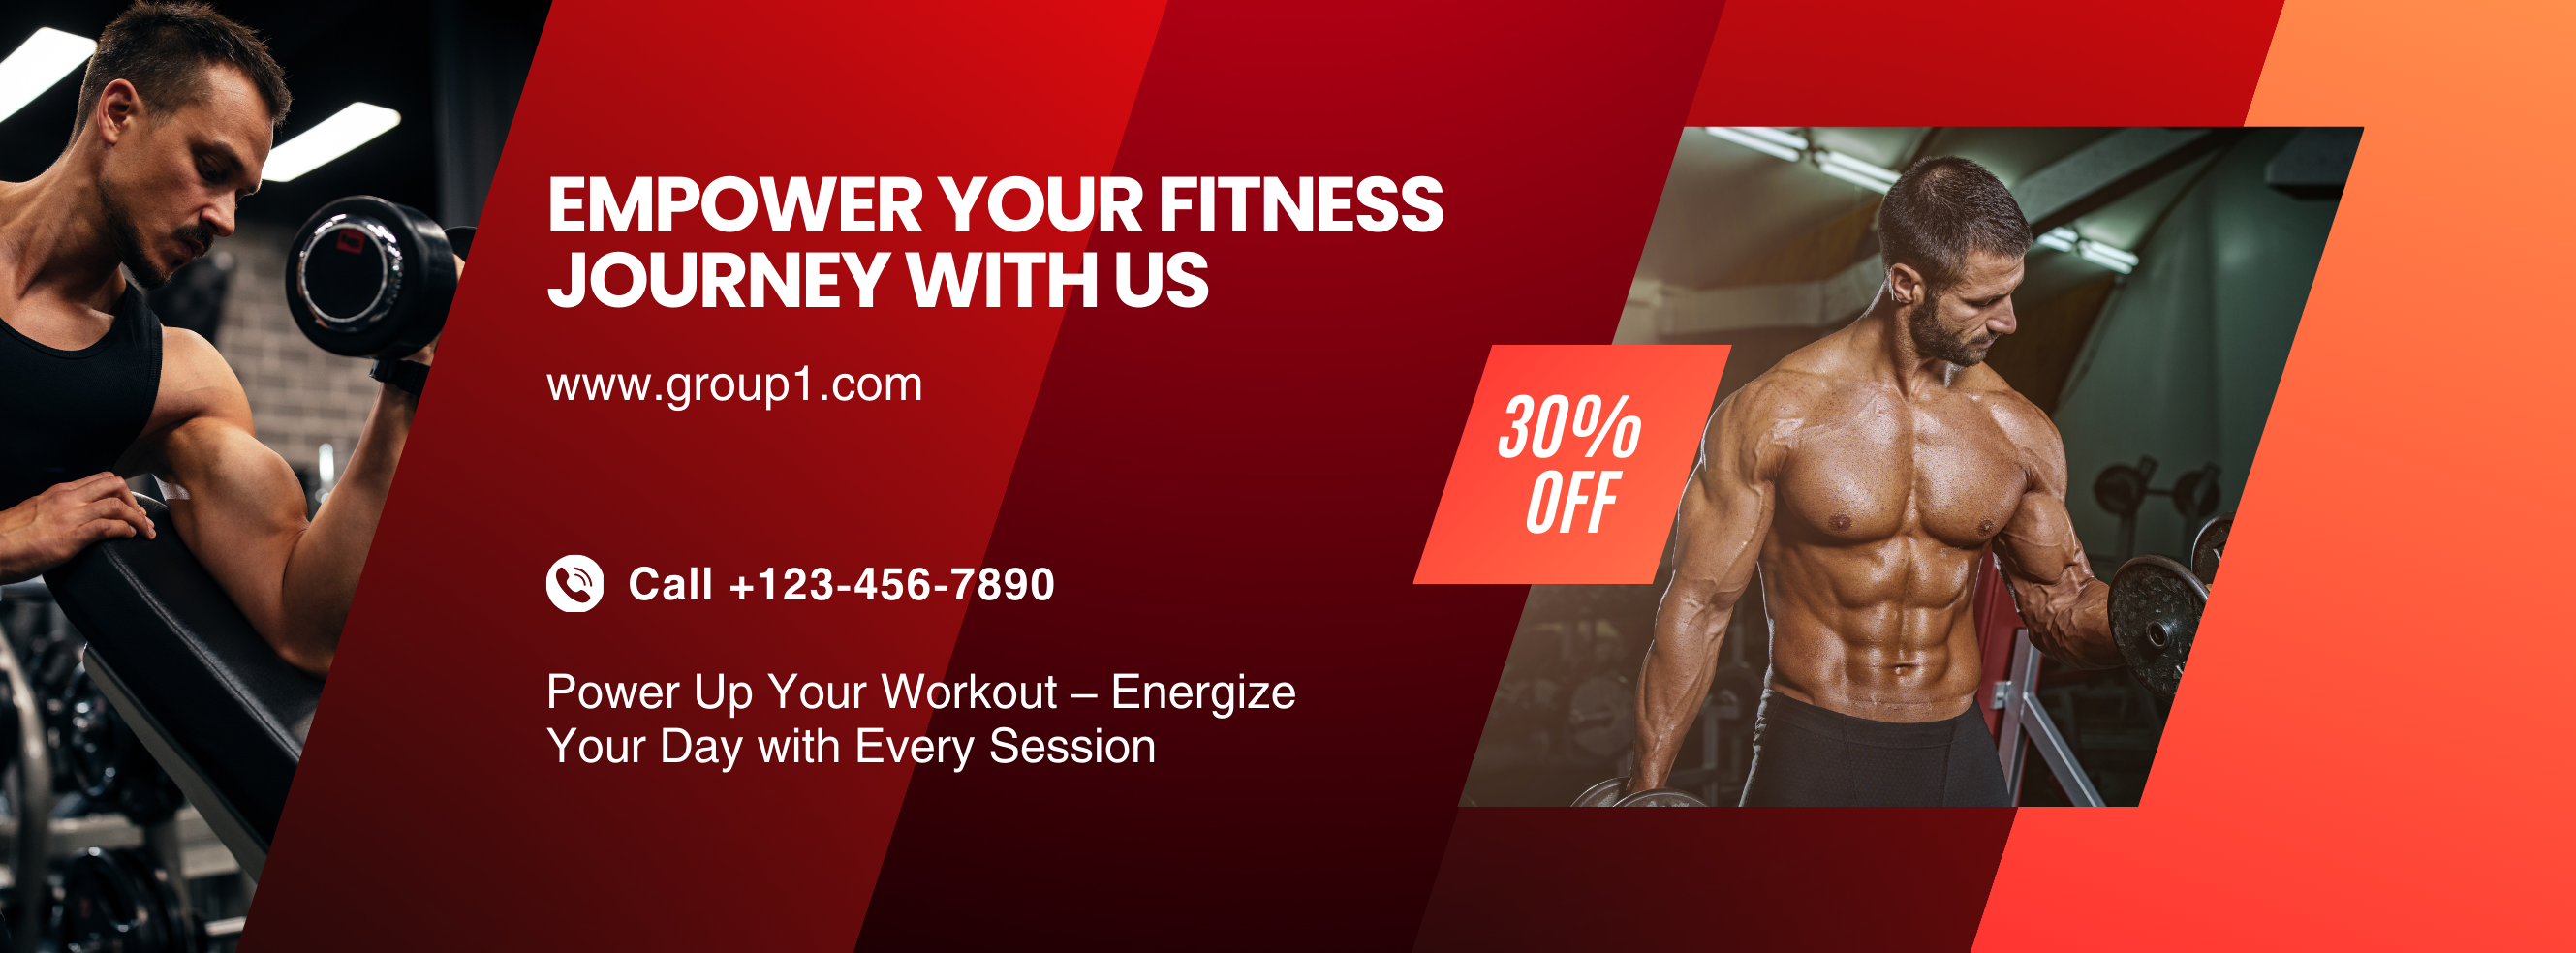 EMPOWER YOUR FITNESS
JOURNEY WITH US
www.group1.com
30%
OFF
Call +123-456-7890
Power Up Your Workout – Energize
Your Day with Every Session